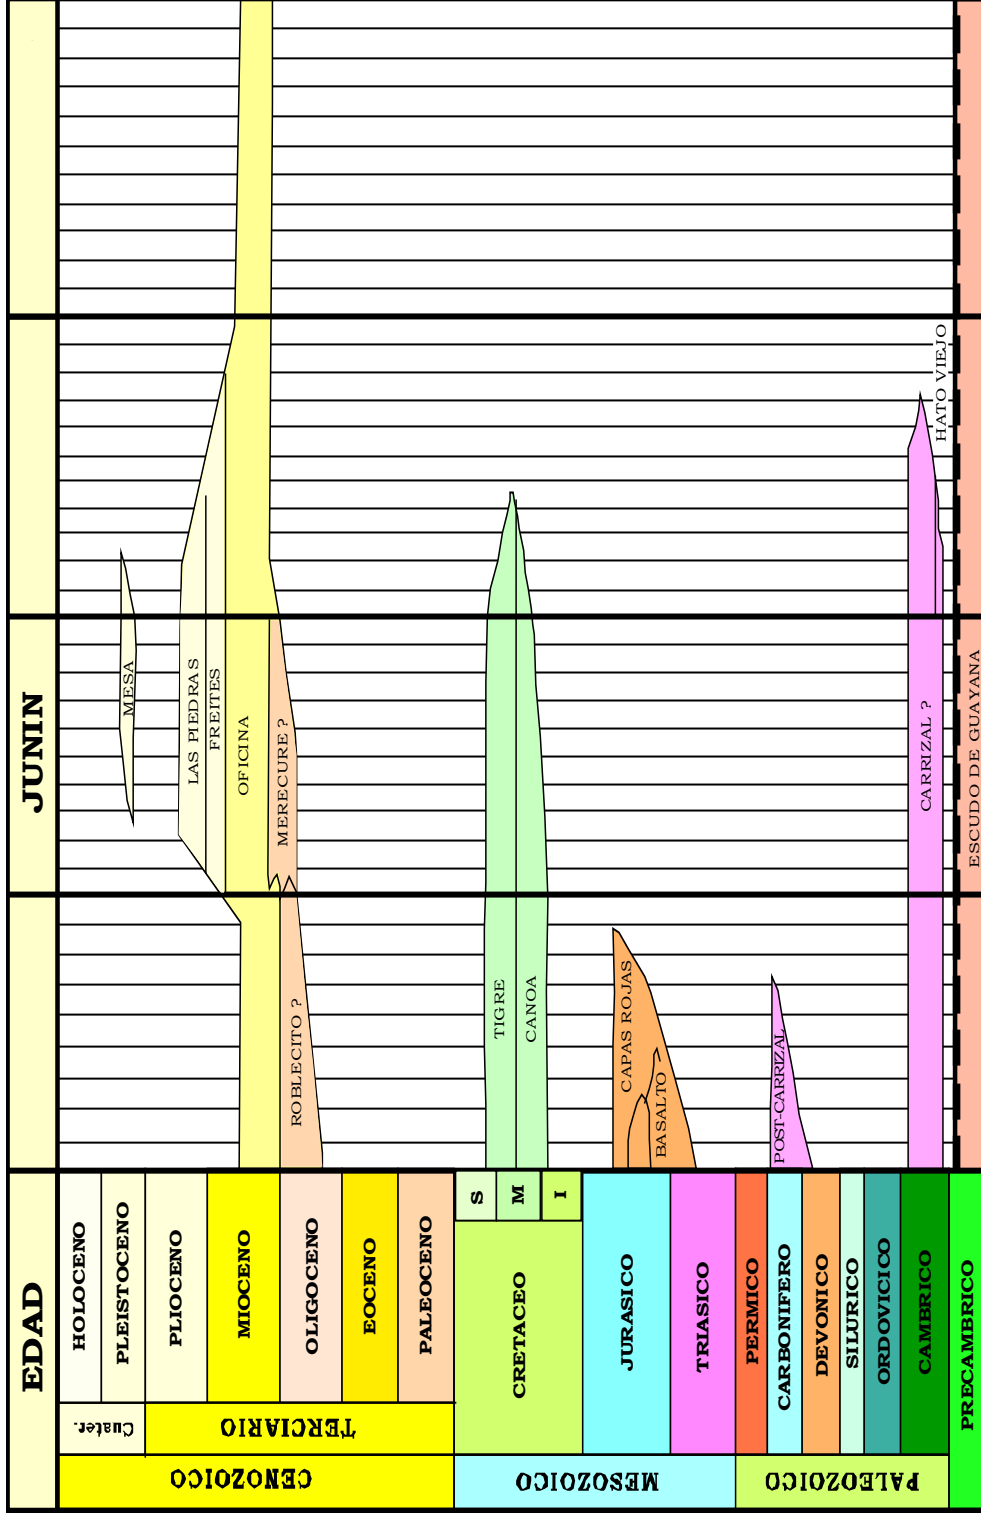 EDAD
JUNIN
CENOZOICO
Cuater.
TERCIARIO
HOLOCENO
PLEISTOCENO
PLIOCENO
MIOCENO
OLIGOCENO
EOCENO
PALEOCENO
MESOZOICO
CRETACEO
S
M
I
JURASICO
TRIASICO
PALEOZOICO
PERMICO
CARBONIFERO
DEVONICO
SILURICO
ORDOVICICO
CAMBRICO
PRECAMBRICO
MESA
LAS PIEDRAS
FREITES
OFICINA
MERECURE ?
ROBLECITO ?
TIGRE
CANOA
CAPAS ROJAS
BASALTO
POST-CARRIZAL
CARRIZAL ?
HATO VIEJO
ESCUDO DE GUAYANA